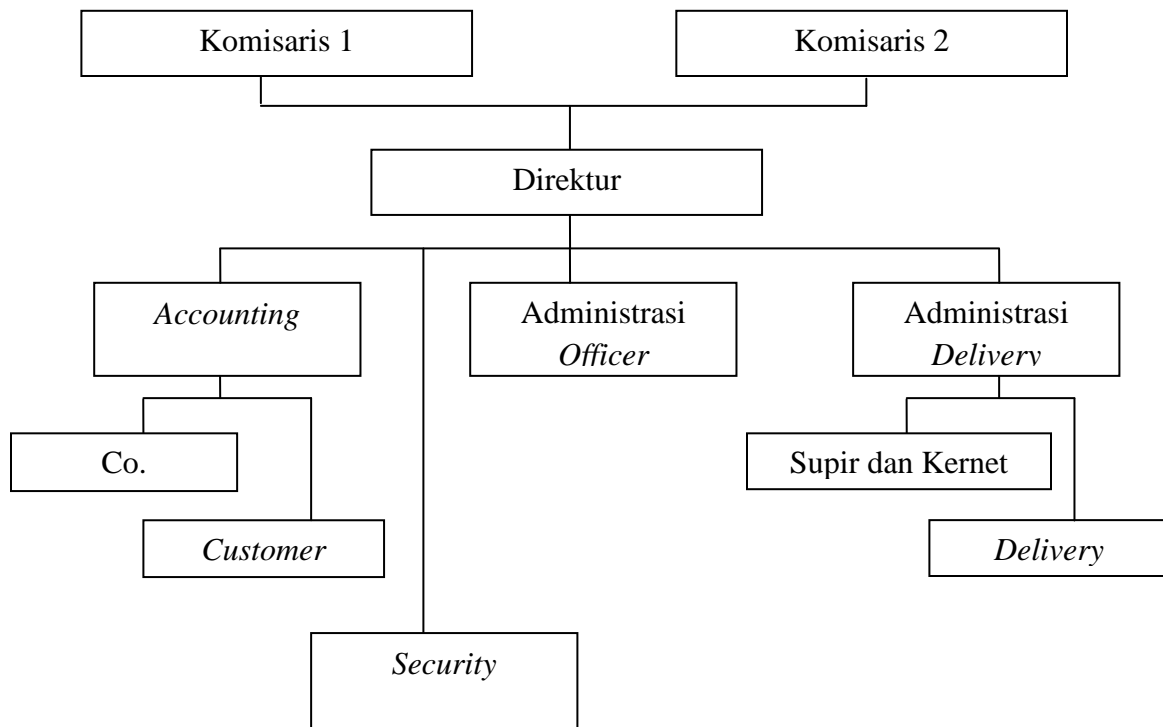 Komisaris 1
Komisaris 2
Direktur
Accounting
Administrasi
Officer
Administrasi
Delivery
Co.
Supir dan Kernet
Customer
Delivery
Security